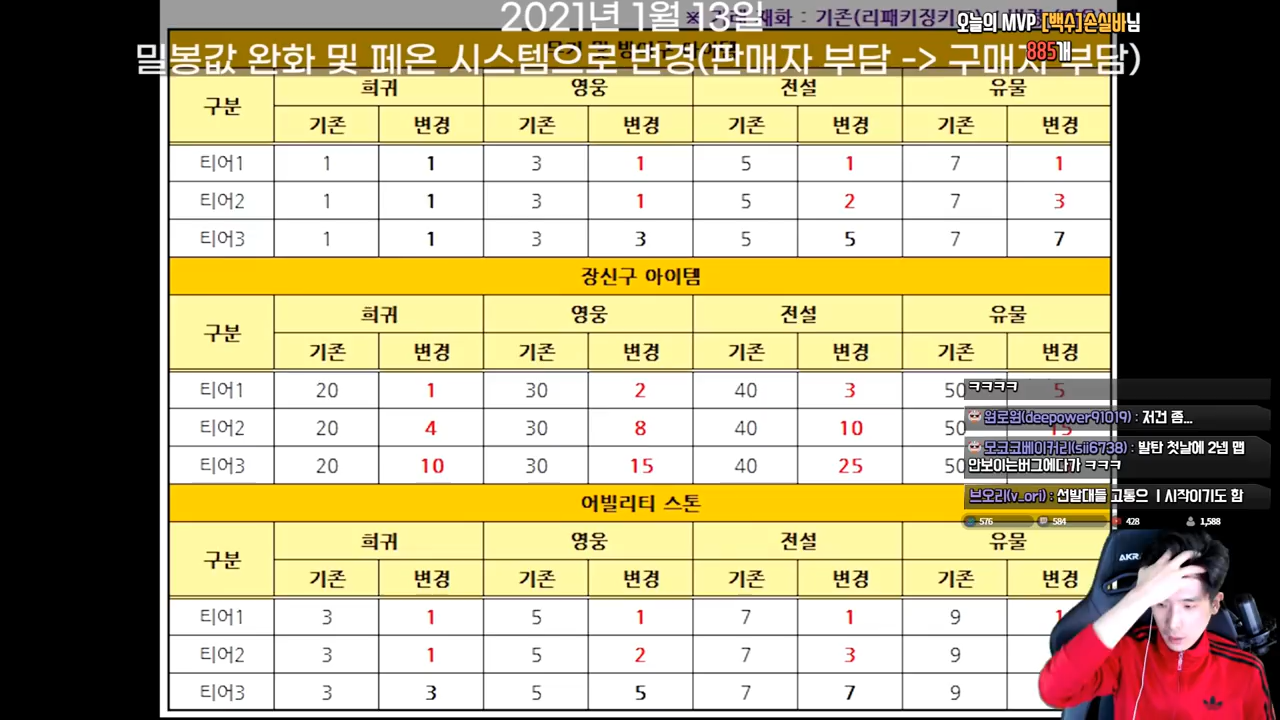 2021년 1월 13일
밀봉값 완화 및 페온 시스템으로 변경(판매자 부담 -> 구매자 부담)
오늘의 MVP [백수]손실바님
885개
구분 희귀 영웅 전설 유물
기존 변경 기존 변경 기존 변경 기존 변경
티어1 1 1 3 1 5 1 7 1
티어2 1 1 3 1 5 2 7 3
티어3 1 1 3 3 5 5 7 7
장신구 아이템
구분 희귀 영웅 전설 유물
기존 변경 기존 변경 기존 변경 기존 변경
티어1 20 1 30 2 40 3 50 5
티어2 20 4 30 8 40 10 50 15
티어3 20 10 30 15 40 25 50
어빌리티 스톤
구분 희귀 영웅 전설 유물
기존 변경 기존 변경 기존 변경 기존 변경
티어1 3 1 5 1 7 1 9 1
티어2 3 1 5 2 7 3 9
티어3 3 3 5 5 7 7 9
ㅋㅋㅋㅋ
원로원(deepower91019) : 저건 좀...
모코코베이커리(sii6738) : 발탄 첫날에 2넴 맵
안보이는버그에다가 ㅋㅋㅋ
브오리(v_ori) : 선발대들 고통으 ㅣ시작이기도 함
576 584 428 1,588
AKR
adidas